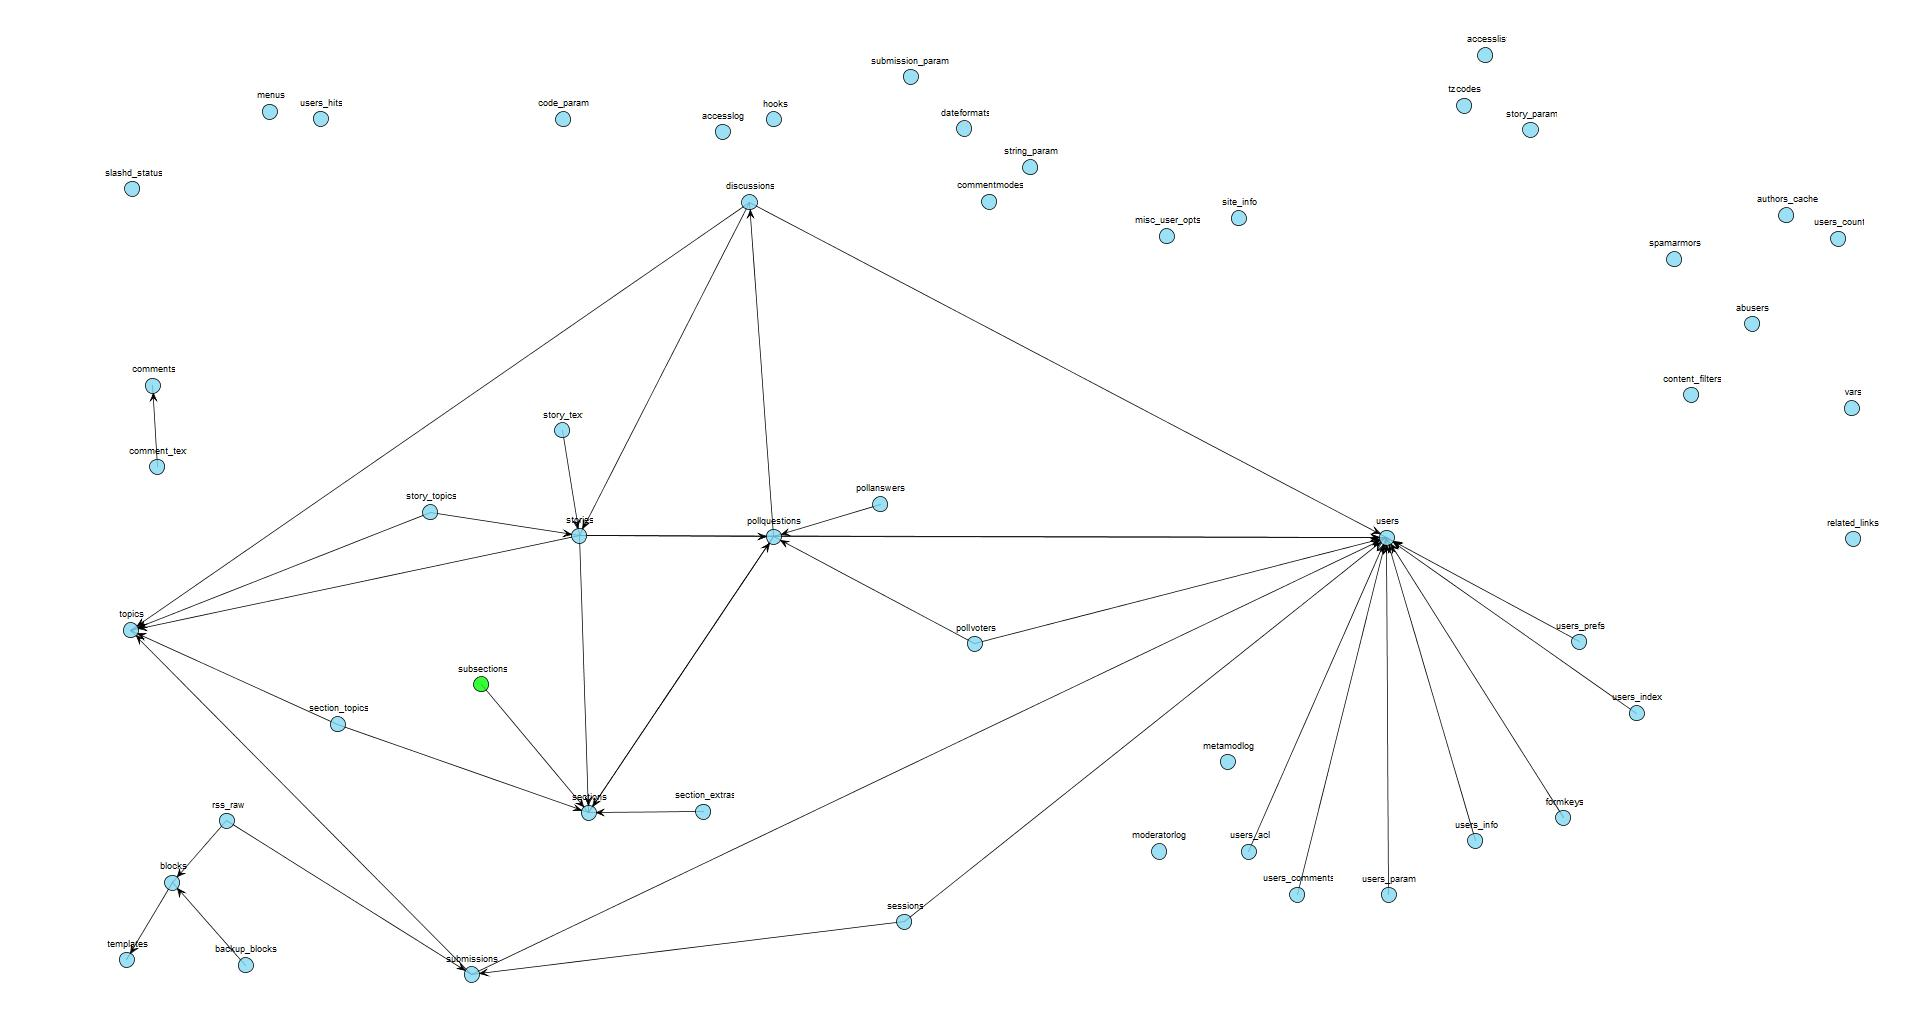 accesslis
submission_param
tzcodes
menus
users_hits
code_param
hooks
accesslog
dateformats
story_param
string_param
slashd_status
discussions
commentmodes
authors_cache
site_info
misc_user_opts
users_count
spamarmors
abusers
comments
content_filters
vars
story_tex
comment_tex
pollanswers
story_topics
stories
pollquestions
users
related_links
topics
pollvoters
users_prefs
subsections
users_index
section_topics
metamodlog
sections
section_extras
rss_raw
formkeys
users_info
moderatorlog
users_acl
blocks
users_comments
users_param
sessions
templates
backup_blocks
submissions